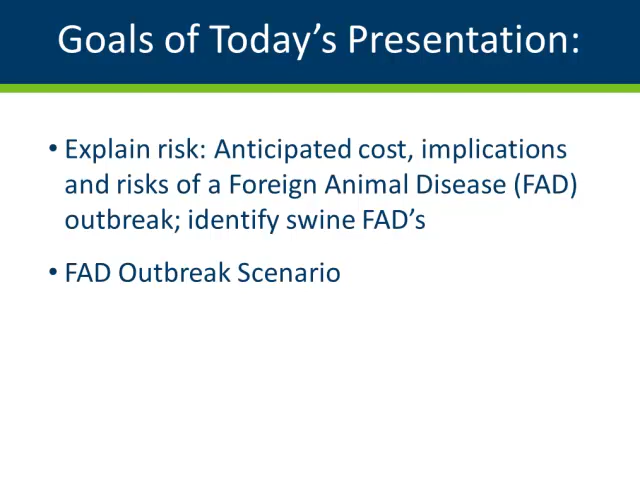 Goals of Today’s Presentation:
• Explain risk: Anticipated cost, implications
and risks of a Foreign Animal Disease (FAD)
outbreak; identify swine FAD’s
• FAD Outbreak Scenario